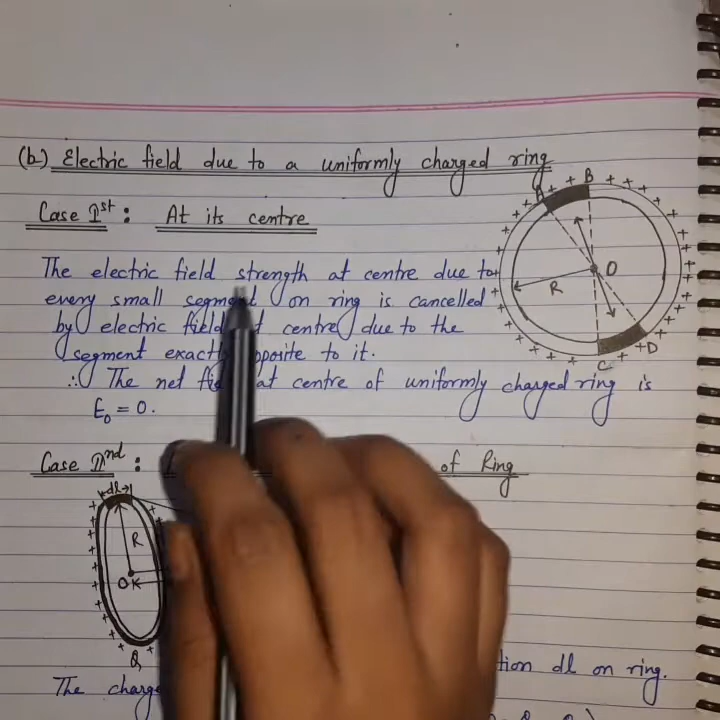 (b) Electric field due to a uniformly charged ring
Case Ist : At its centre
The electric field strength at centre due to
every small segment on ring is cancelled
by electric field at centre due to the
segment exactly opposite to it.
∴ The net field at centre of uniformly charged ring is
E₀ = 0.
A B
O
R
C D
Case IInd : of Ring
dl
R
O
Q
tion dl on ring.
The charge